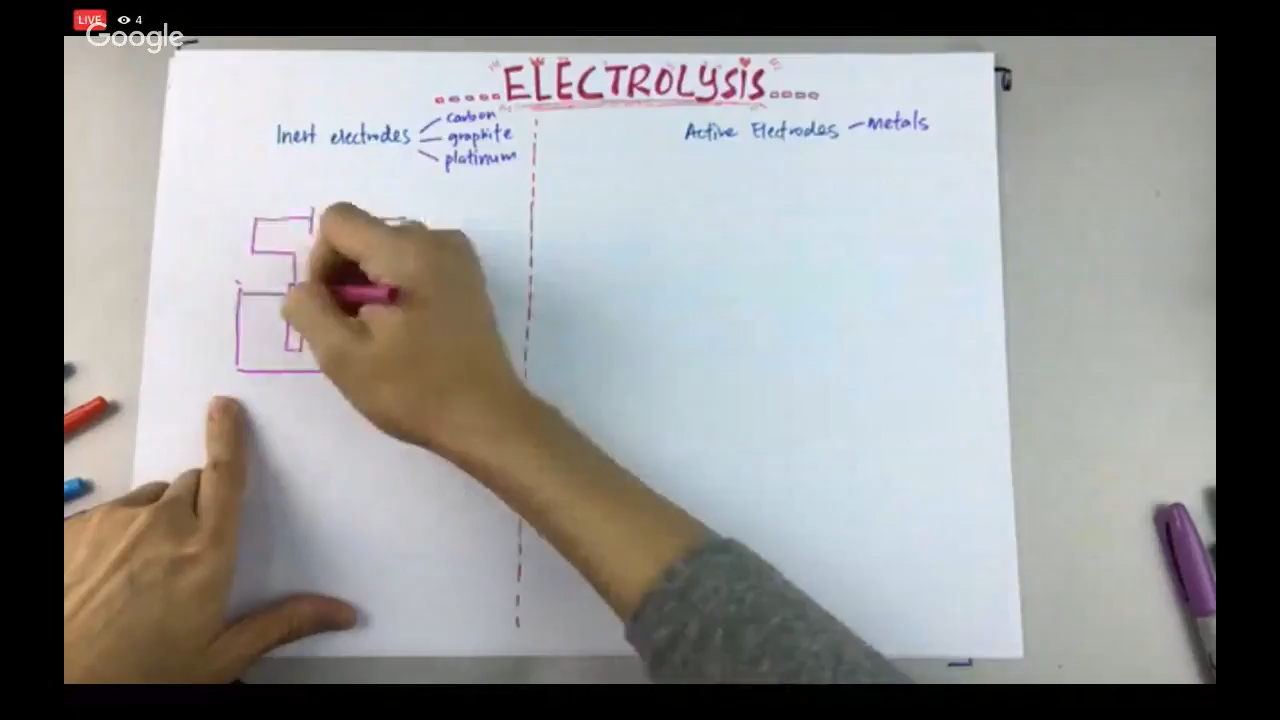 LIVE 4
Google
ELECTROLYSIS
Inert electrodes
carbon
graphite
platinum
Active Electrodes — metals